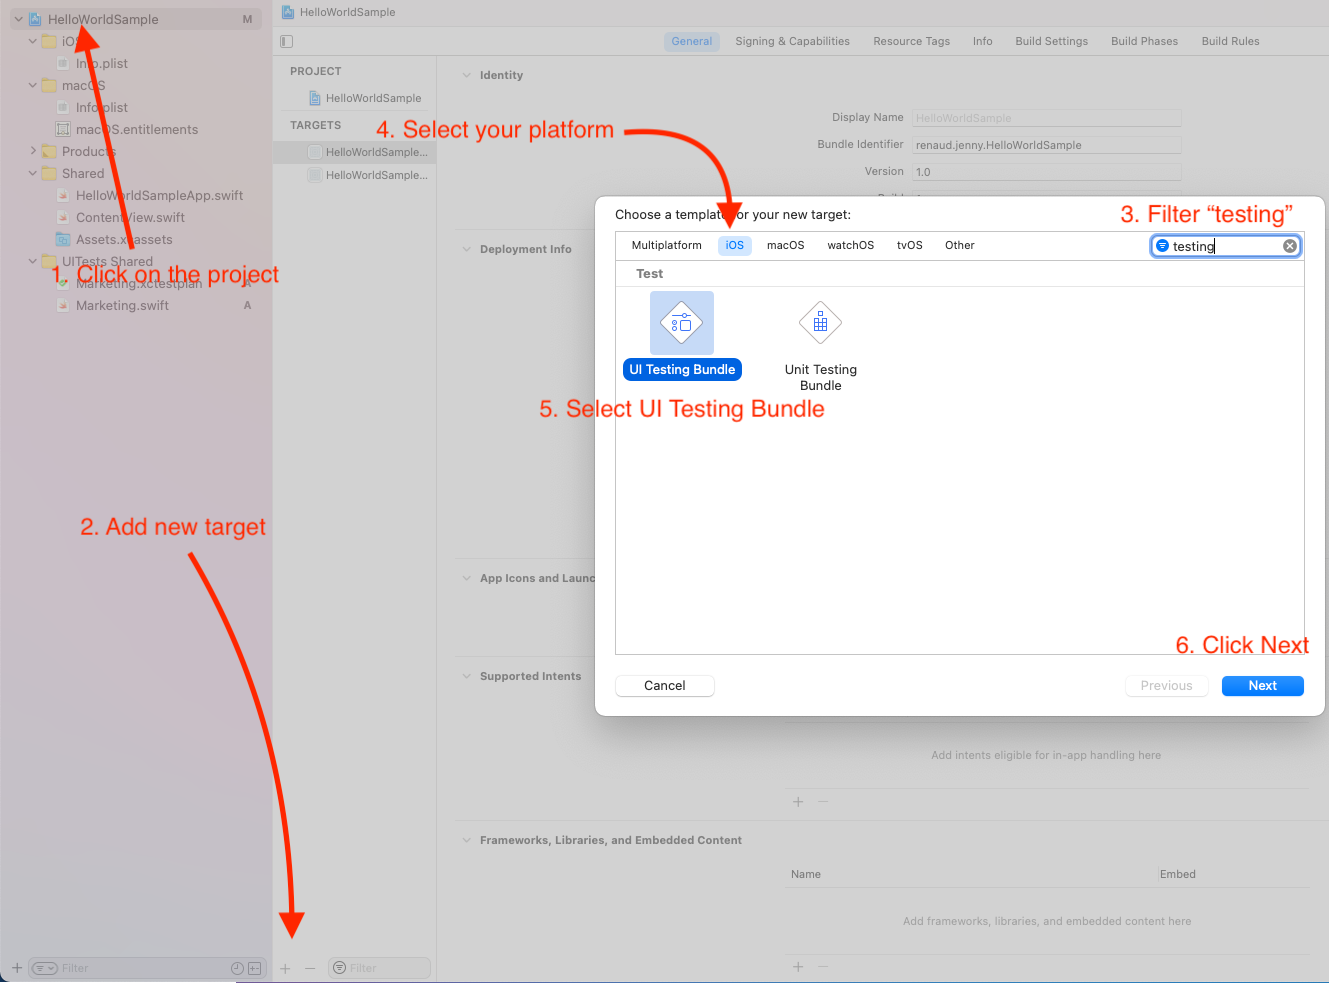 HelloWorldSample M
iOS
Info.plist
macOS
Info.plist
macOS.entitlements
Products
Shared
HelloWorldSampleApp.swift
ContentView.swift
Assets.xcassets
UITests Shared
1. Click on the project
Marketing.xctestplan A
Marketing.swift A
2. Add new target
Filter
HelloWorldSample
General Signing & Capabilities Resource Tags Info Build Settings Build Phases Build Rules
PROJECT
HelloWorldSample
TARGETS
HelloWorldSample...
HelloWorldSample...
Filter
4. Select your platform
Identity
Display Name HelloWorldSample
Bundle Identifier renaud.jenny.HelloWorldSample
Version 1.0
Deployment Info
App Icons and Launc
Supported Intents
Choose a template for your new target:
3. Filter “testing”
Multiplatform iOS macOS watchOS tvOS Other testing
Test
UI Testing Bundle
Unit Testing
Bundle
5. Select UI Testing Bundle
6. Click Next
Cancel Previous Next
Add intents eligible for in-app handling here
Frameworks, Libraries, and Embedded Content
Name Embed
Add frameworks, libraries, and embedded content here